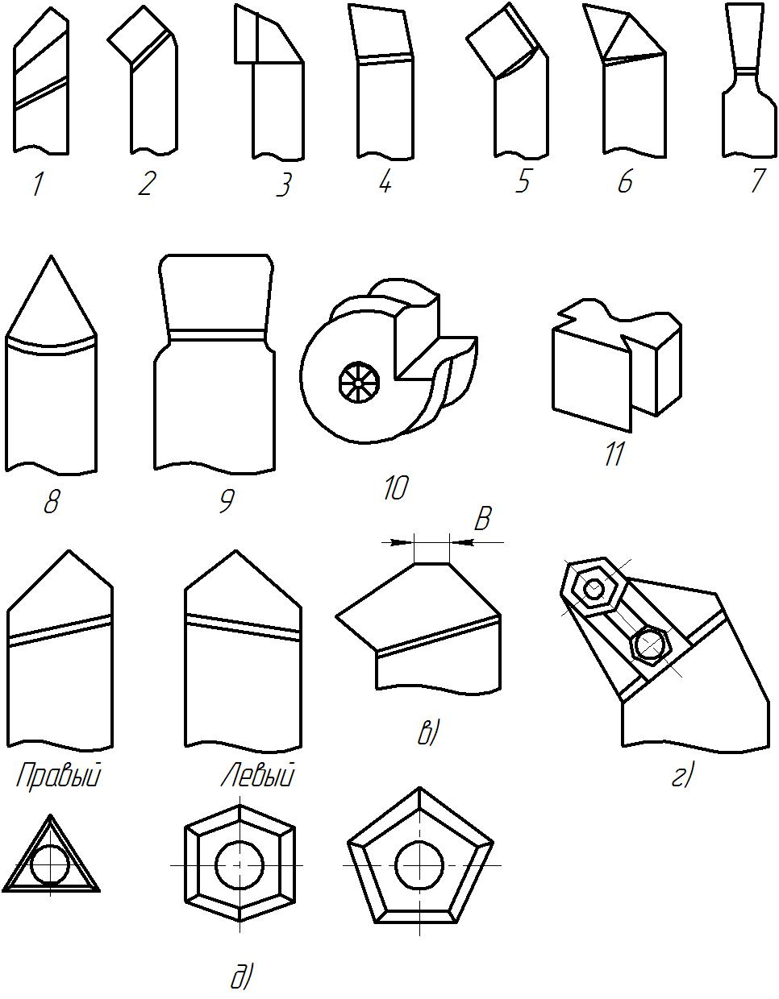 1 2 3 4 5 6 7
8 9 10 11
В
Правый Левый в) г)
д)